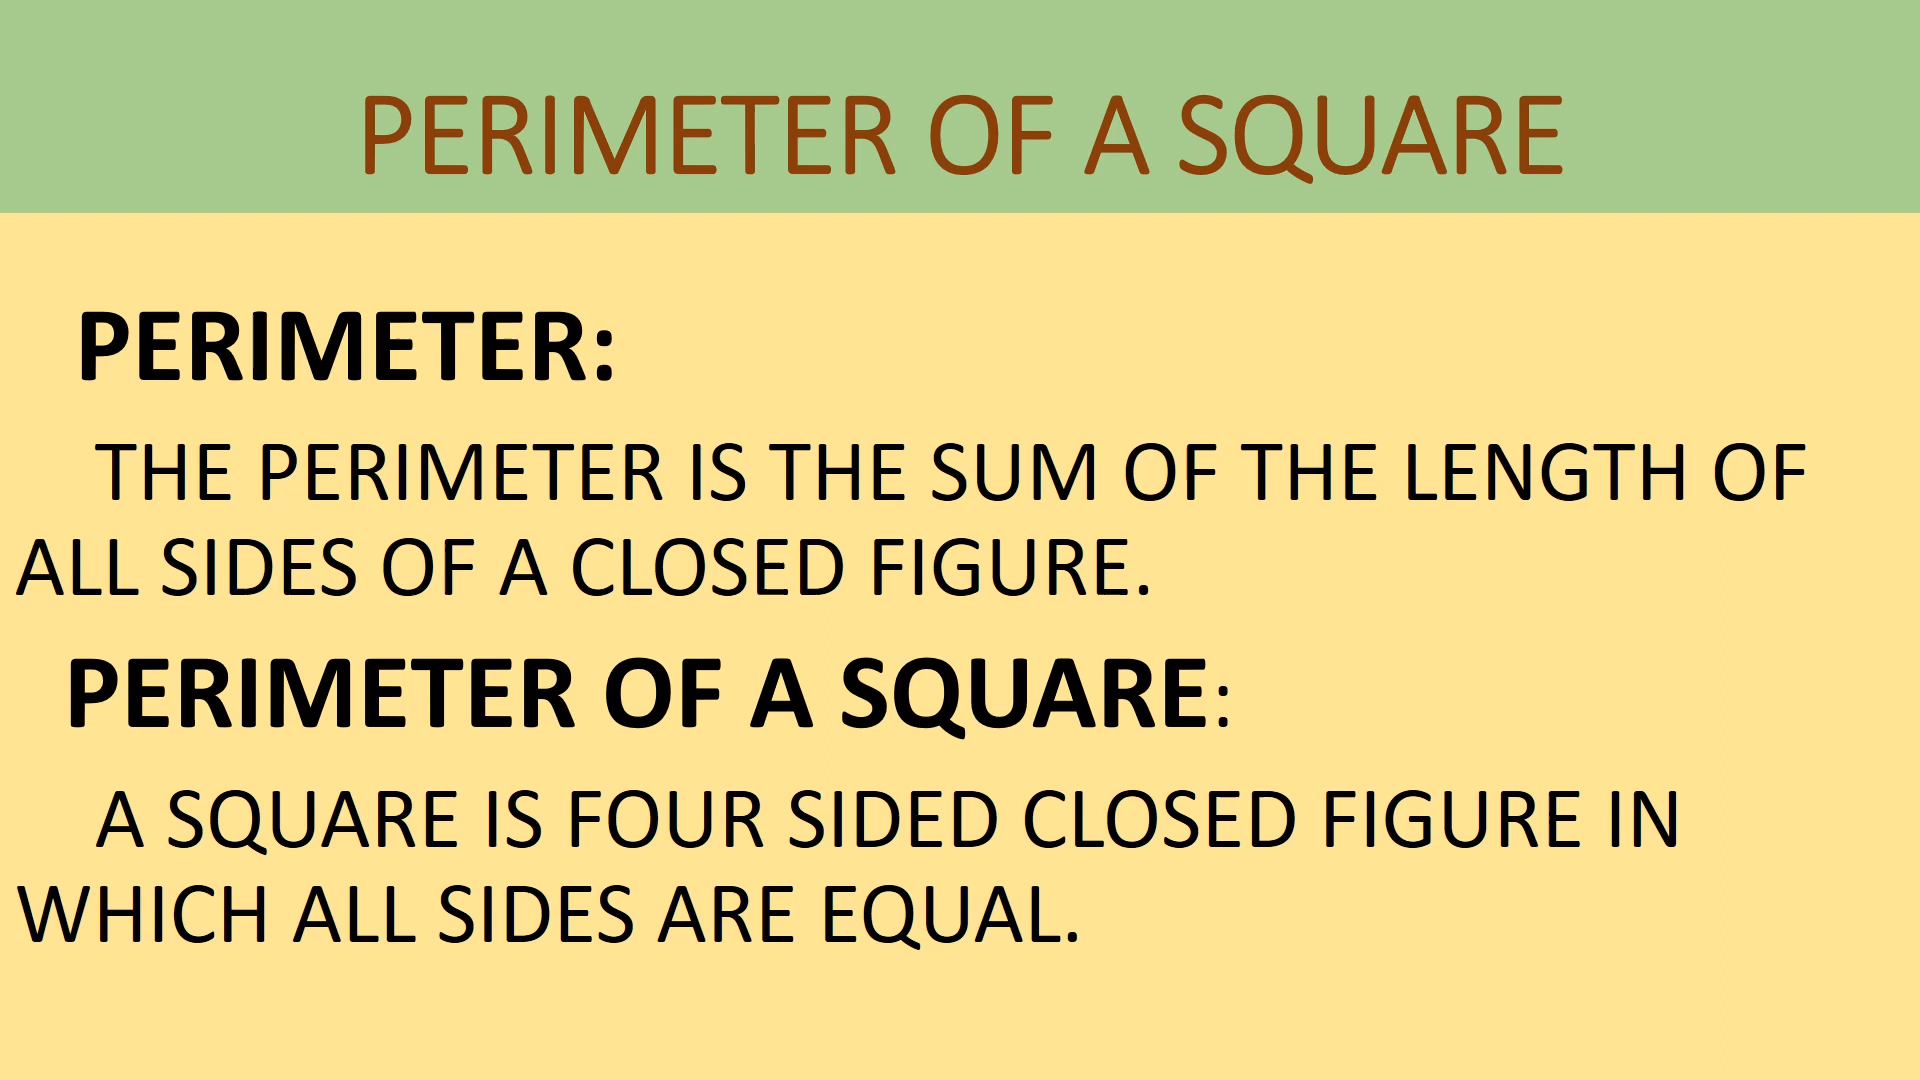 PERIMETER OF A SQUARE
PERIMETER:
THE PERIMETER IS THE SUM OF THE LENGTH OF
ALL SIDES OF A CLOSED FIGURE.
PERIMETER OF A SQUARE:
A SQUARE IS FOUR SIDED CLOSED FIGURE IN
WHICH ALL SIDES ARE EQUAL.